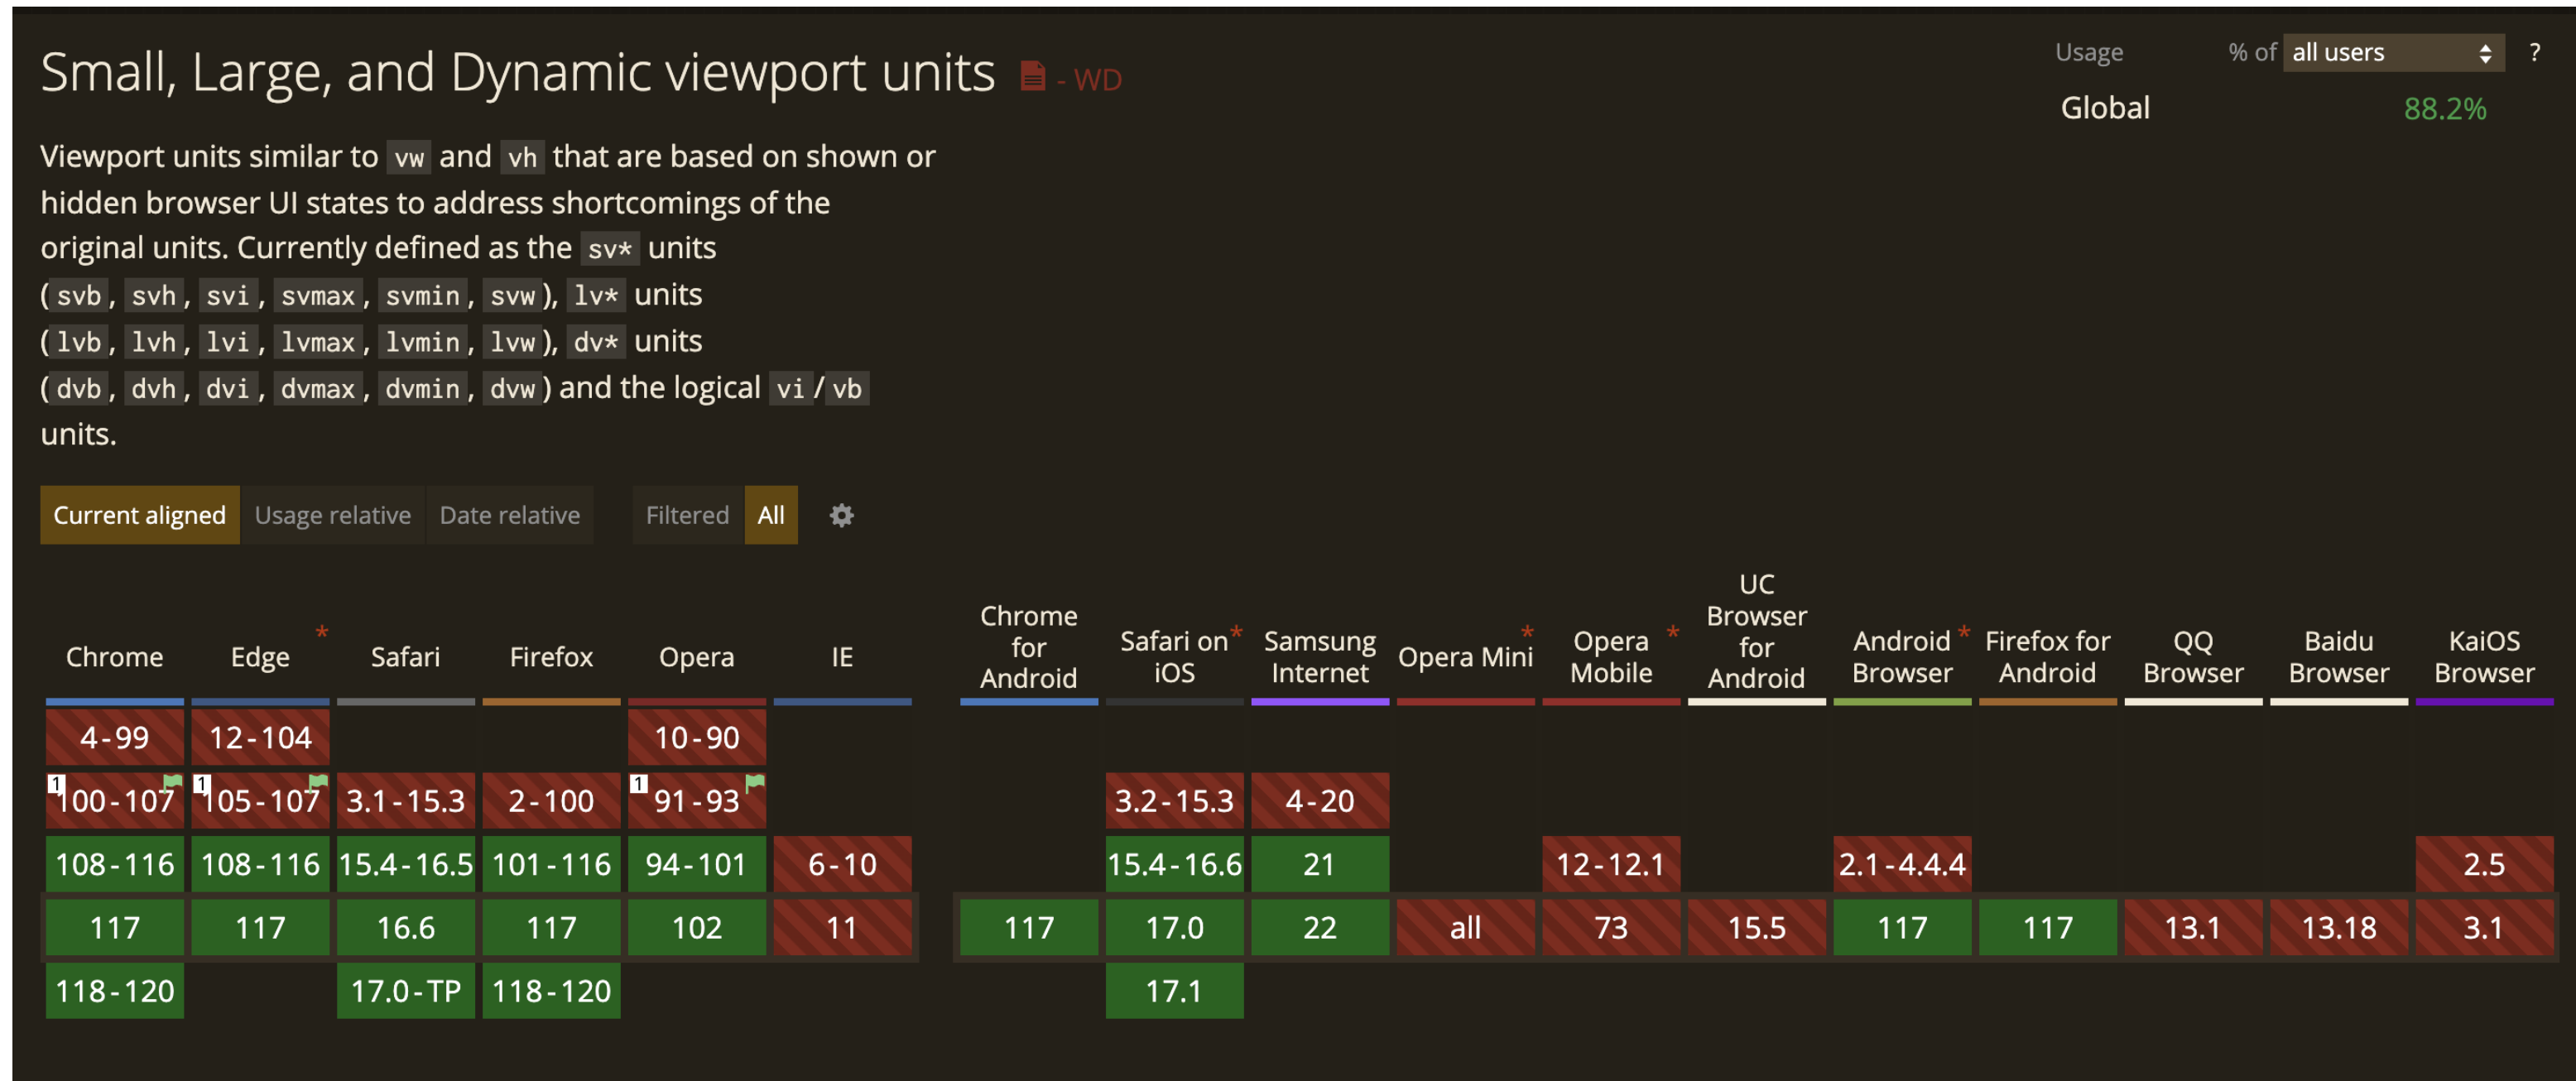 Small, Large, and Dynamic viewport units - WD
Usage % of all users ?
Global 88.2%
Viewport units similar to vw and vh that are based on shown or
hidden browser UI states to address shortcomings of the
original units. Currently defined as the sv* units
(svb, svh, svi, svmax, svmin, svw), lv* units
(lvb, lvh, lvi, lvmax, lvmin, lvw), dv* units
(dvb, dvh, dvi, dvmax, dvmin, dvw) and the logical vi/vb
units.
Current aligned Usage relative Date relative Filtered All
Chrome Edge * Safari Firefox Opera IE
Chrome for Android Safari on iOS * Samsung Internet Opera Mini * Opera Mobile * UC Browser for Android Android Browser * Firefox for Android QQ Browser Baidu Browser KaiOS Browser
4-99 12-104 10-90
1 100-107 1 105-107 3.1-15.3 2-100 1 91-93 3.2-15.3 4-20
108-116 108-116 15.4-16.5 101-116 94-101 6-10 15.4-16.6 21 12-12.1 2.1-4.4.4 2.5
117 117 16.6 117 102 11 117 17.0 22 all 73 15.5 117 117 13.1 13.18 3.1
118-120 17.0-TP 118-120 17.1